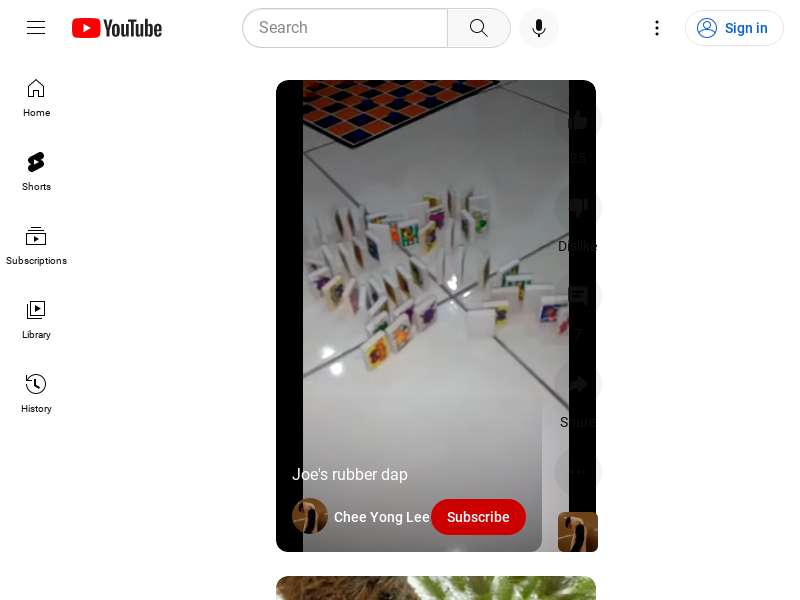 YouTube
Search
Sign in
Home
Shorts
Subscriptions
Library
History
25
Dislike
7
Share
Joe's rubber dap
Chee Yong Lee
Subscribe